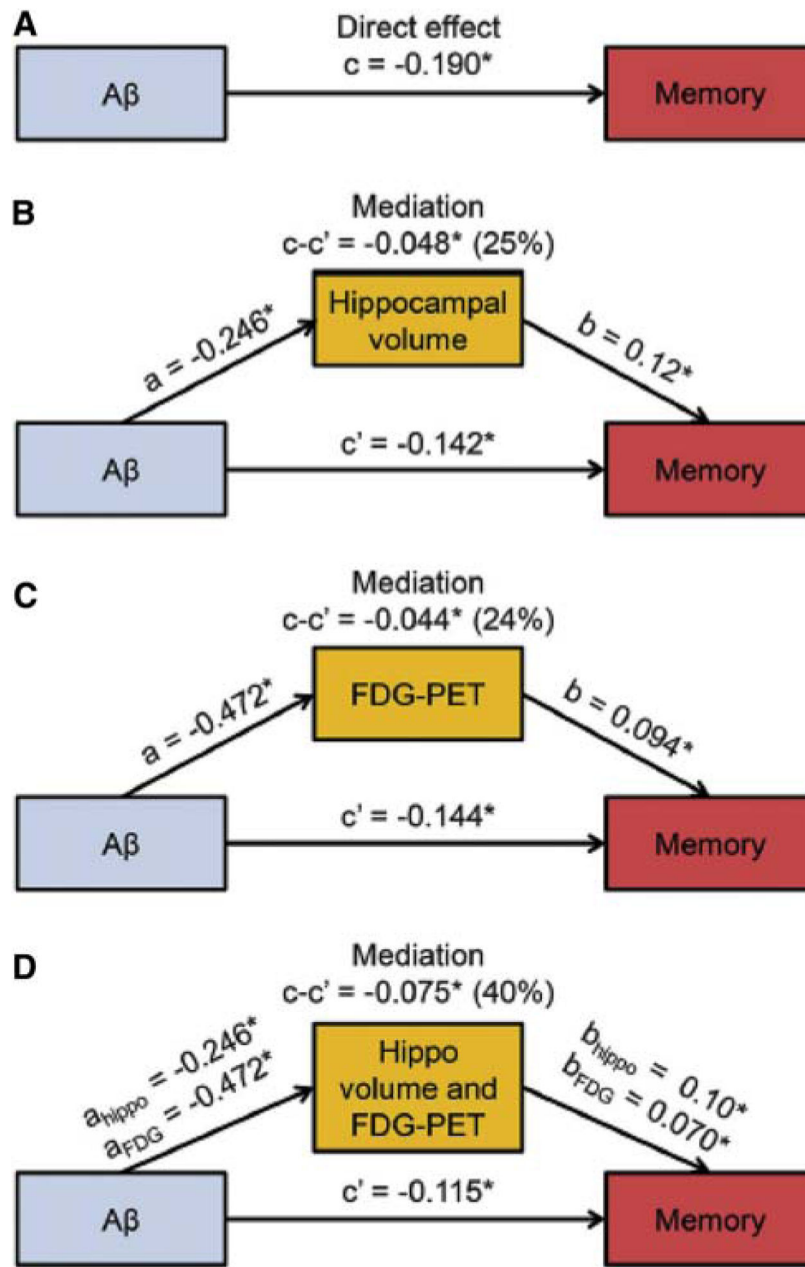 A
Direct effect
c = -0.190*
Aβ
Memory
B
Mediation
c-c' = -0.048* (25%)
Hippocampal
volume
a = -0.246*
b = 0.12*
Aβ
c' = -0.142*
Memory
C
Mediation
c-c' = -0.044* (24%)
FDG-PET
a = -0.472*
b = 0.094*
Aβ
c' = -0.144*
Memory
D
Mediation
c-c' = -0.075* (40%)
Hippo
volume and
FDG-PET
ahippo = -0.246*
aFDG = -0.472*
bhippo = 0.10*
bFDG = 0.070*
Aβ
c' = -0.115*
Memory